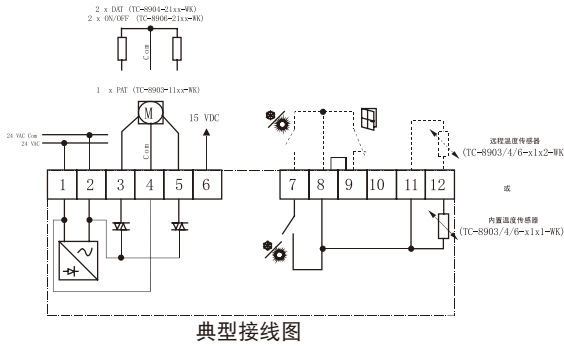 2 x DAT (TC-8904-21xx-WK)
2 x ON/OFF (TC-8906-21xx-WK)
Com
1 x PAT (TC-8903-11xx-WK)
M
15 VDC
Com
24 VAC Com
24 VAC
远程温度传感器
(TC-8903/4/6-x1x2-WK
1 2 3 4 5 6 7 8 9 10 11 12
或
内置温度传感器
(TC-8903/4/6-x1x1-WK)
典型接线图